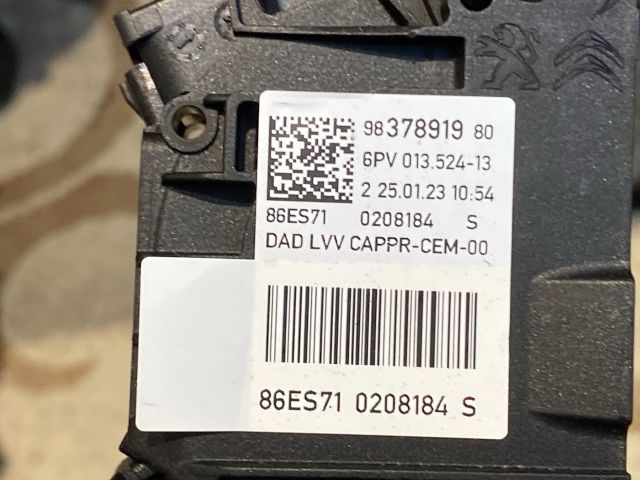 98 378919 80
6PV 013.524-13
2 25.01.23 10:54
86ES71 0208184 S
DAD LVV CAPPR-CEM-00
86ES71 0208184 S